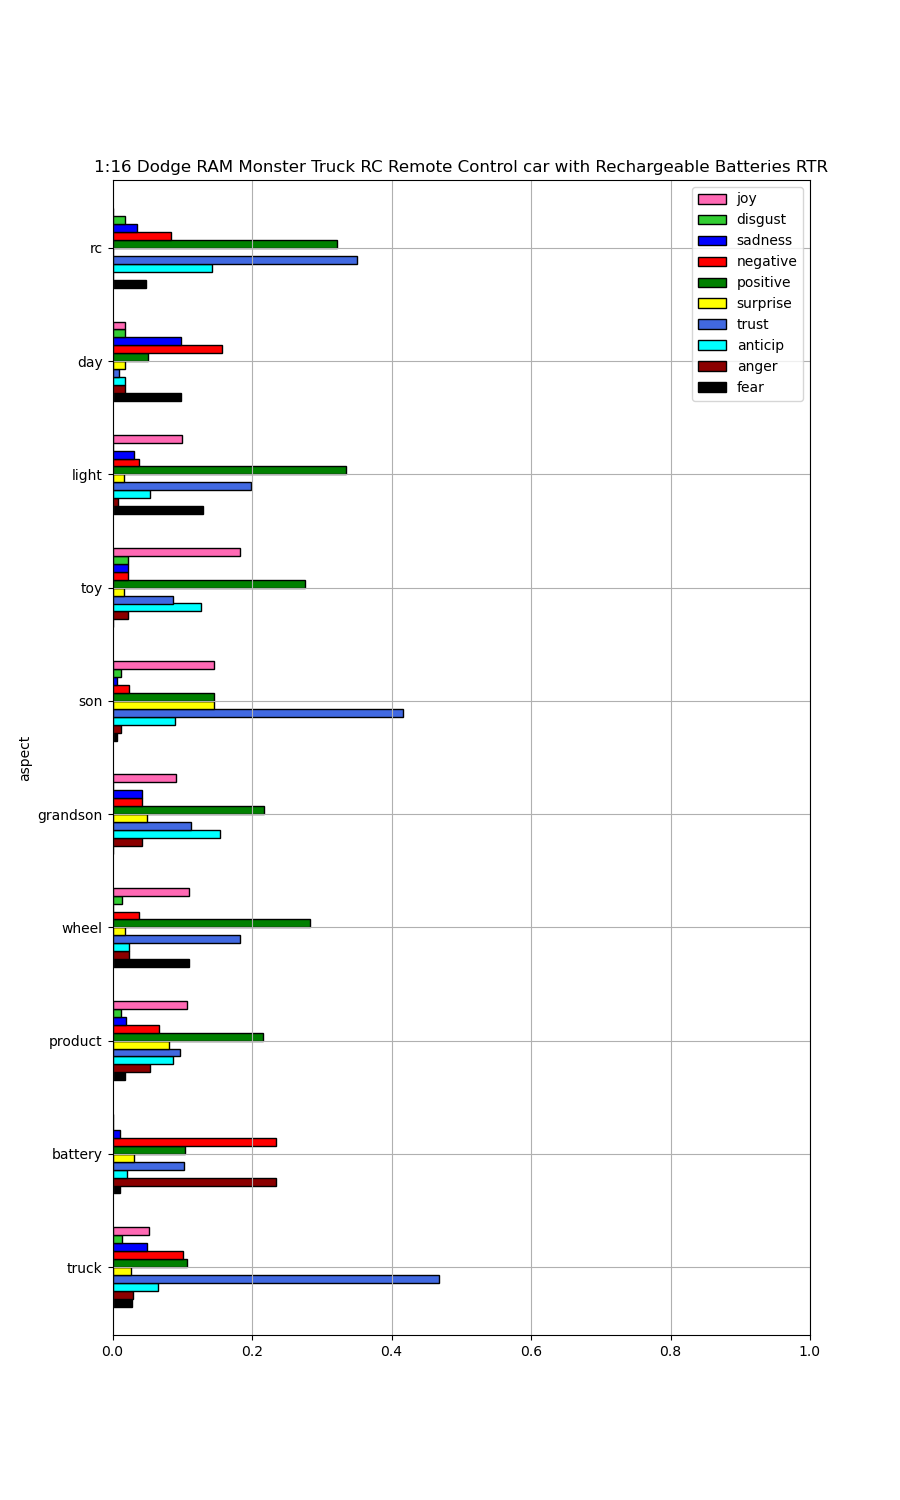 1:16 Dodge RAM Monster Truck RC Remote Control car with Rechargeable Batteries RTR
joy
disgust
sadness
negative
positive
surprise
trust
anticip
anger
fear
rc
day
light
toy
son
aspect
grandson
wheel
product
battery
truck
0.0 0.2 0.4 0.6 0.8 1.0